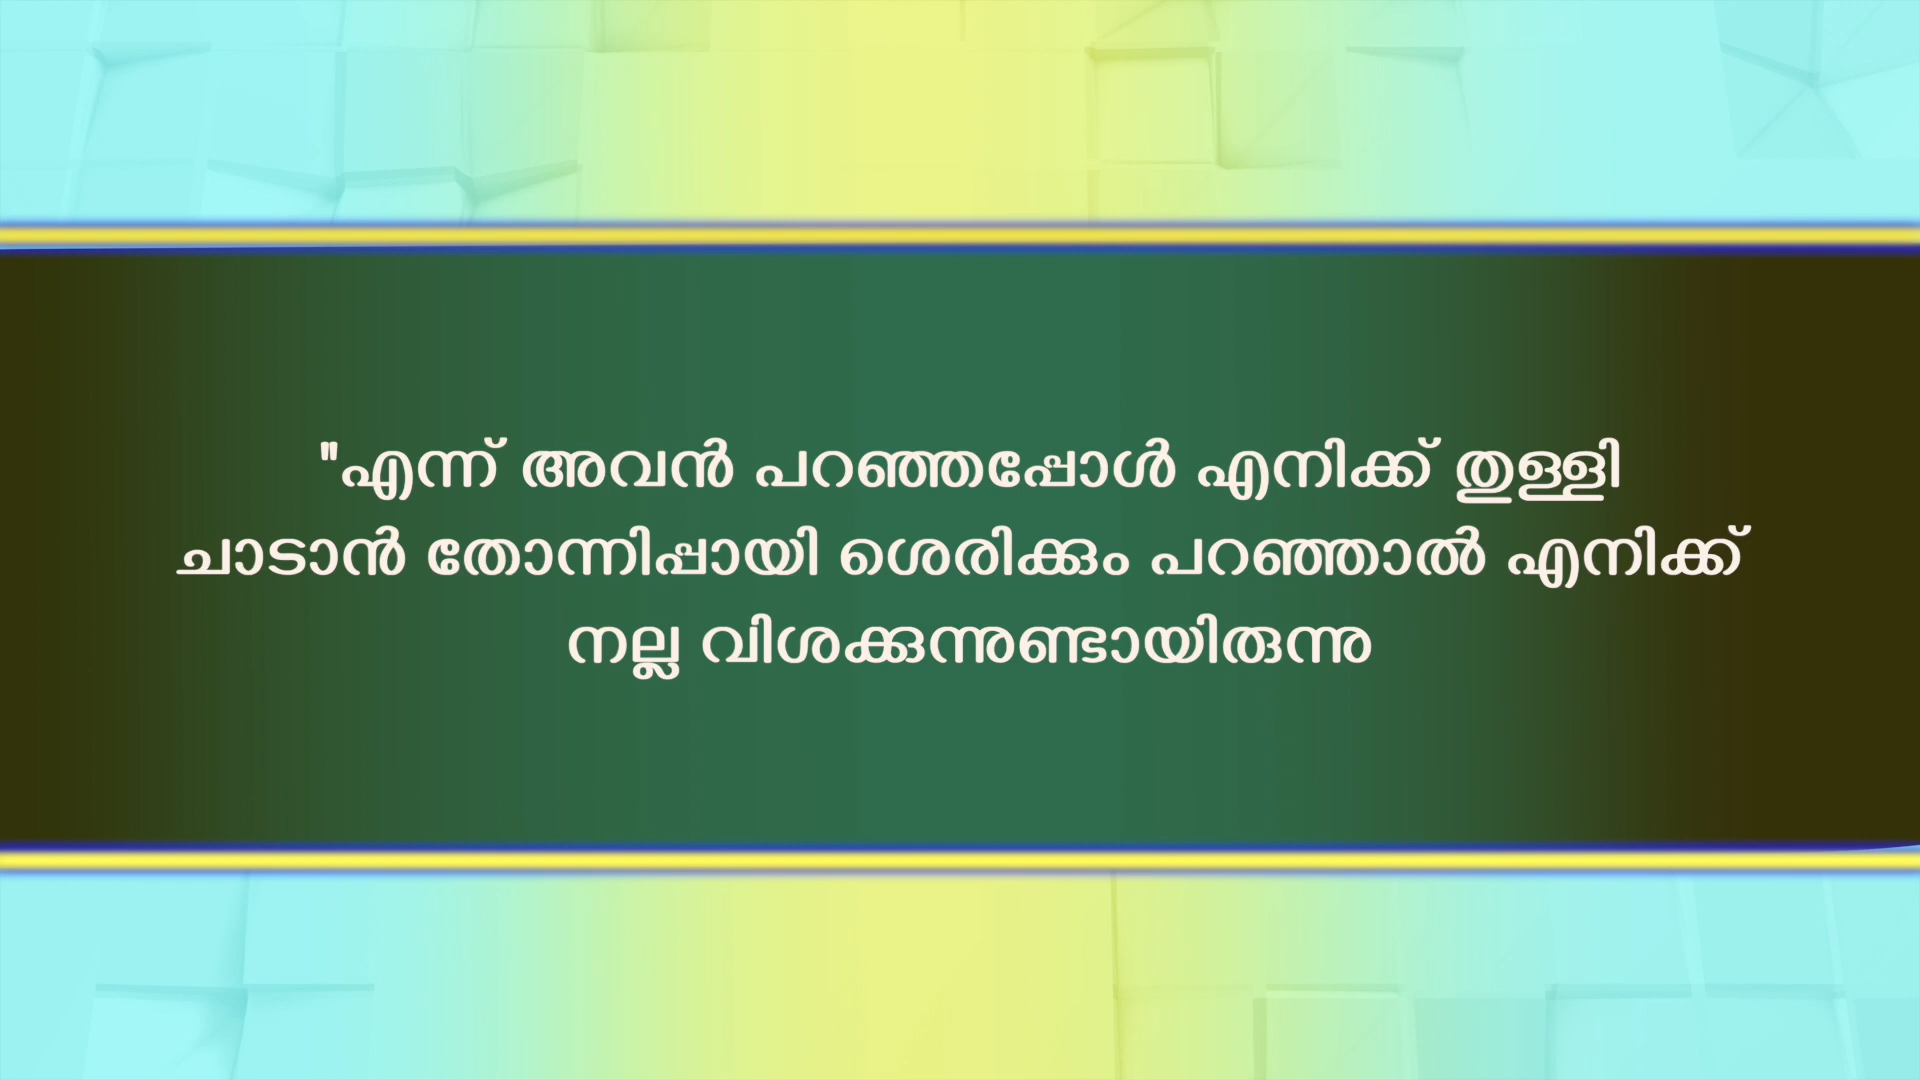 "എന്ന് അവൻ പറഞ്ഞപ്പോൾ എനിക്ക് തുള്ളി
ചാടാൻ തോന്നിപ്പായി ശെരിക്കും പറഞ്ഞാൽ എനിക്ക്
നല്ല വിശക്കുന്നുണ്ടായിരുന്നു